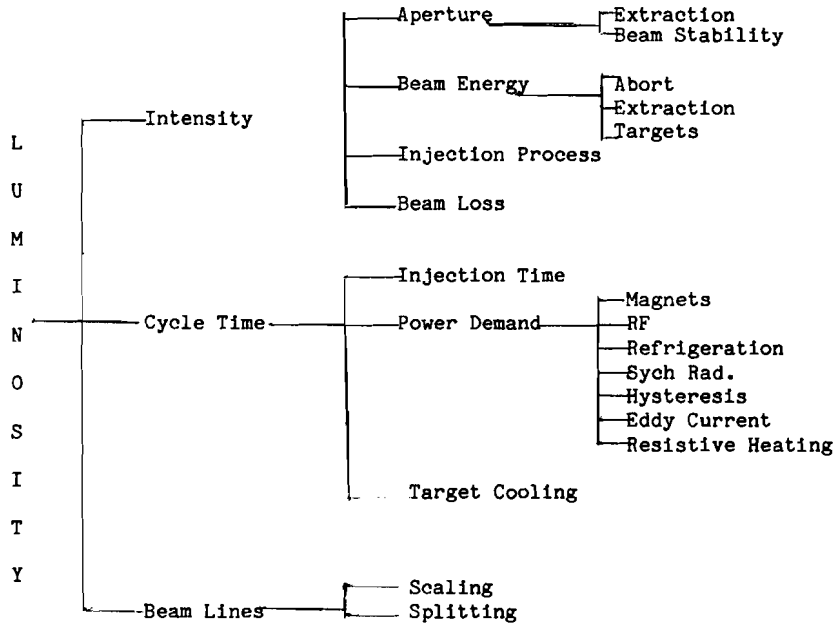 LUMINOSITY
Intensity
Aperture
Extraction
Beam Stability
Beam Energy
Abort
Extraction
Targets
Injection Process
Beam Loss
Cycle Time
Injection Time
Power Demand
Magnets
RF
Refrigeration
Sych Rad.
Hysteresis
Eddy Current
Resistive Heating
Target Cooling
Beam Lines
Scaling
Splitting